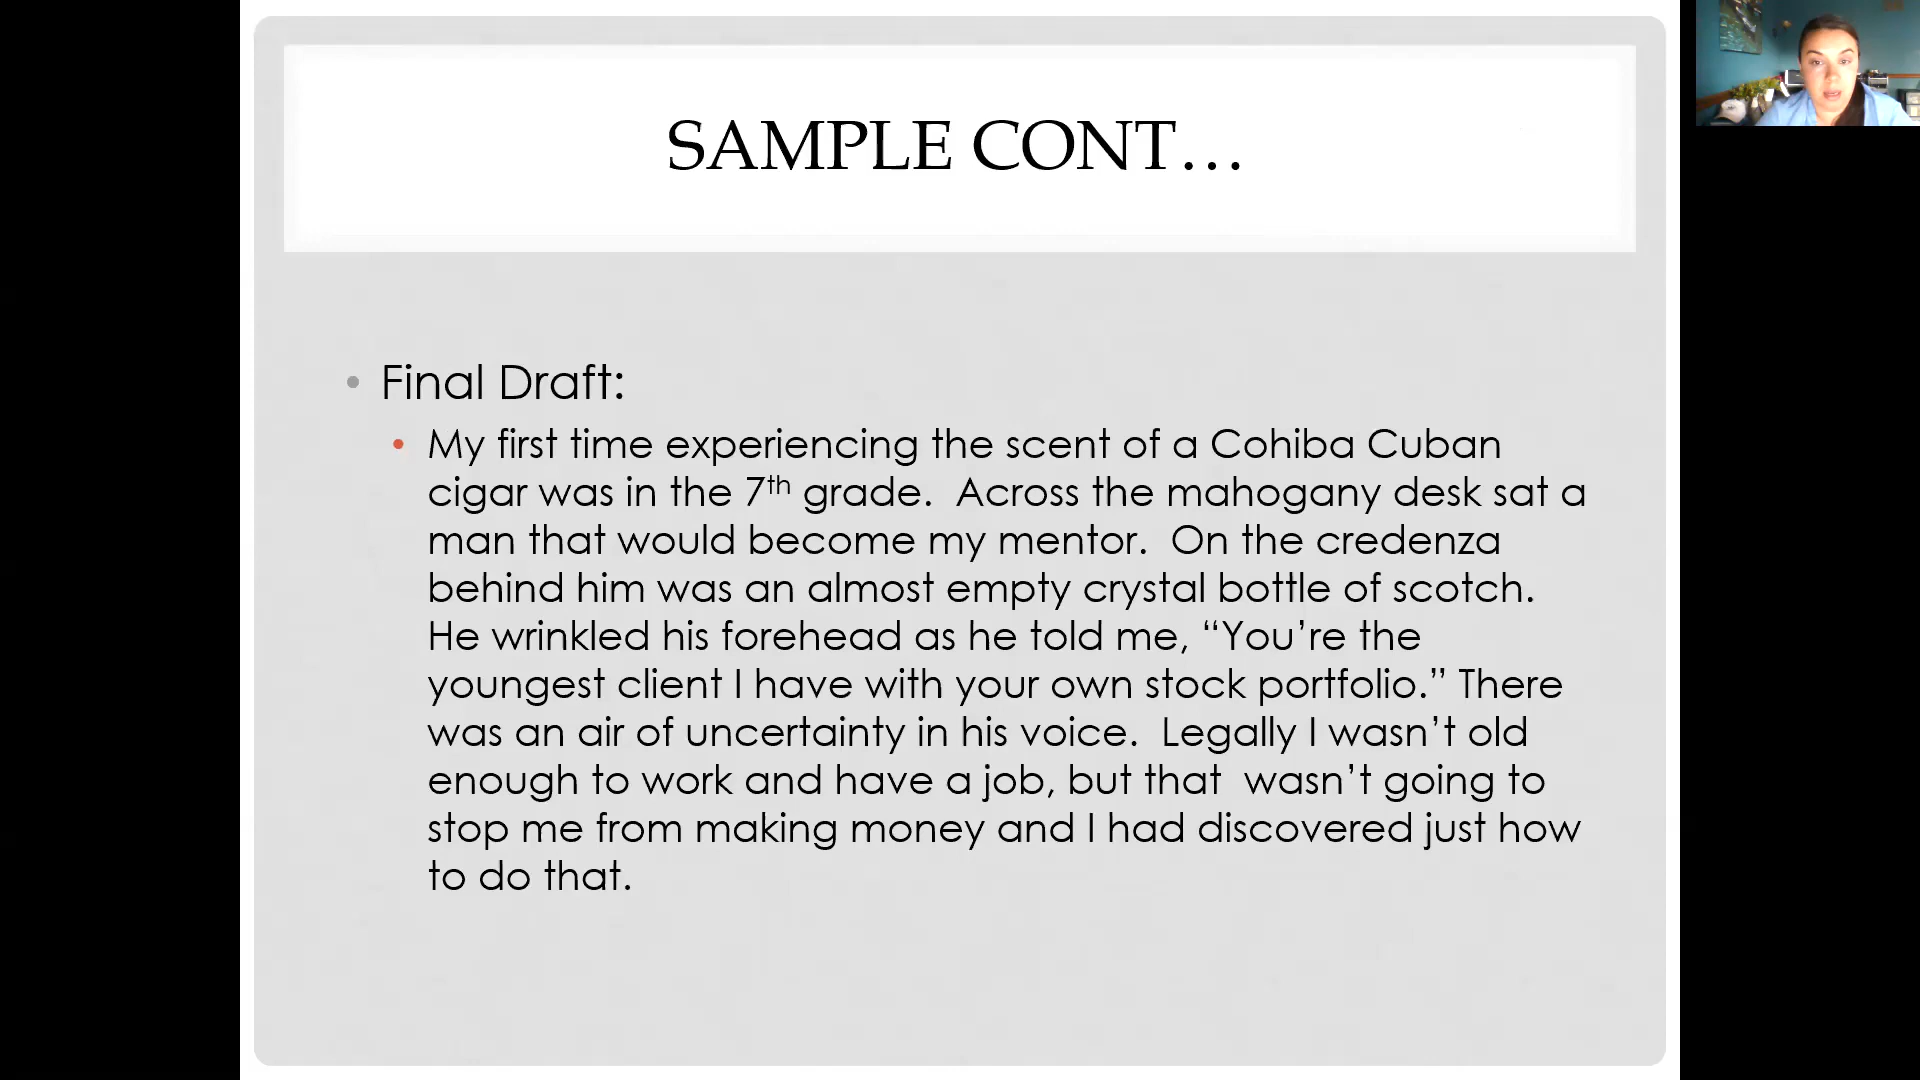 SAMPLE CONT…
• Final Draft:
• My first time experiencing the scent of a Cohiba Cuban
cigar was in the 7th grade.  Across the mahogany desk sat a
man that would become my mentor.  On the credenza
behind him was an almost empty crystal bottle of scotch.
He wrinkled his forehead as he told me, “You’re the
youngest client I have with your own stock portfolio.” There
was an air of uncertainty in his voice.  Legally I wasn’t old
enough to work and have a job, but that  wasn’t going to
stop me from making money and I had discovered just how
to do that.